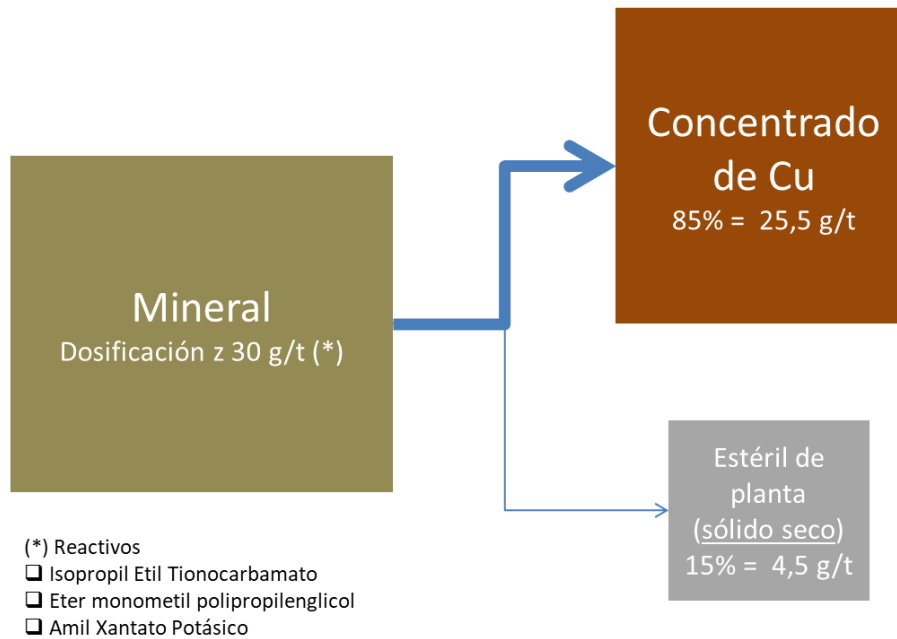 Concentrado
de Cu
85% = 25,5 g/t
Mineral
Dosificación z 30 g/t (*)
Estéril de
planta
(sólido seco)
15% = 4,5 g/t
(*) Reactivos
❑ Isopropil Etil Tionocarbamato
❑ Eter monometil polipropilenglicol
❑ Amil Xantato Potásico